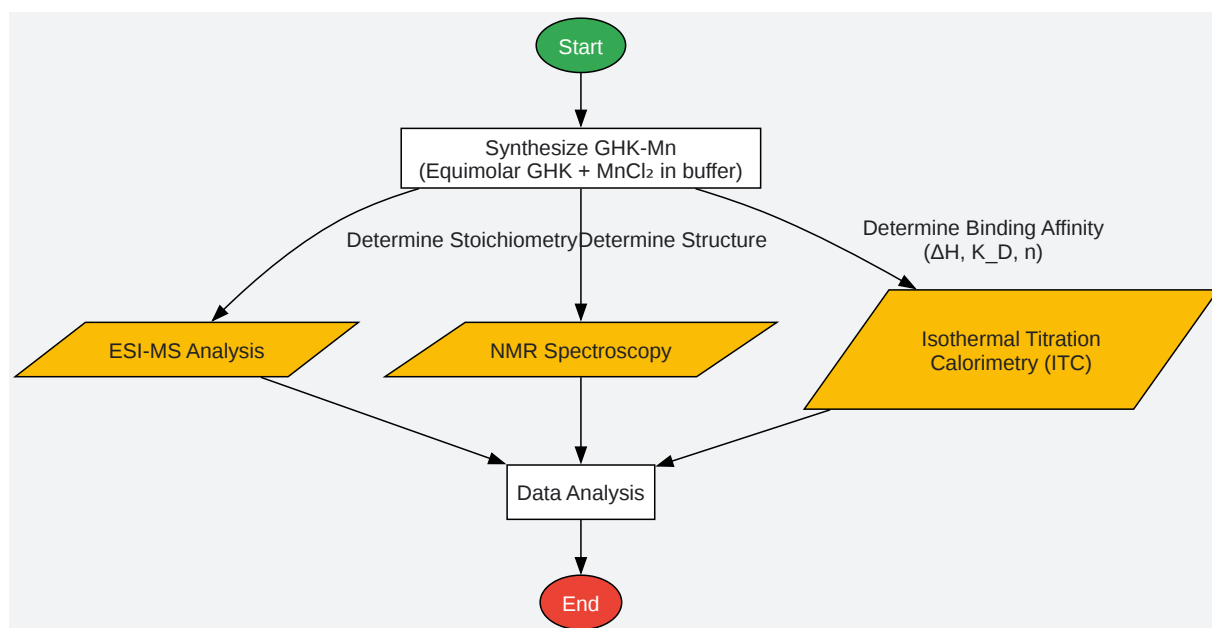 Start
Synthesize GHK-Mn
(Equimolar GHK + MnCl₂ in buffer)
Determine Stoichiometry
Determine Structure
Determine Binding Affinity
(ΔH, K_D, n)
ESI-MS Analysis
NMR Spectroscopy
Isothermal Titration
Calorimetry (ITC)
Data Analysis
End